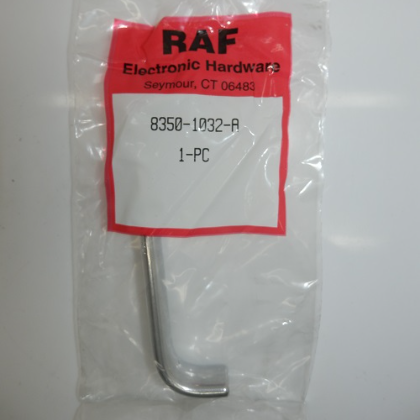 RAF
Electronic Hardware
Seymour, CT 06483
8350-1032-A
1-PC